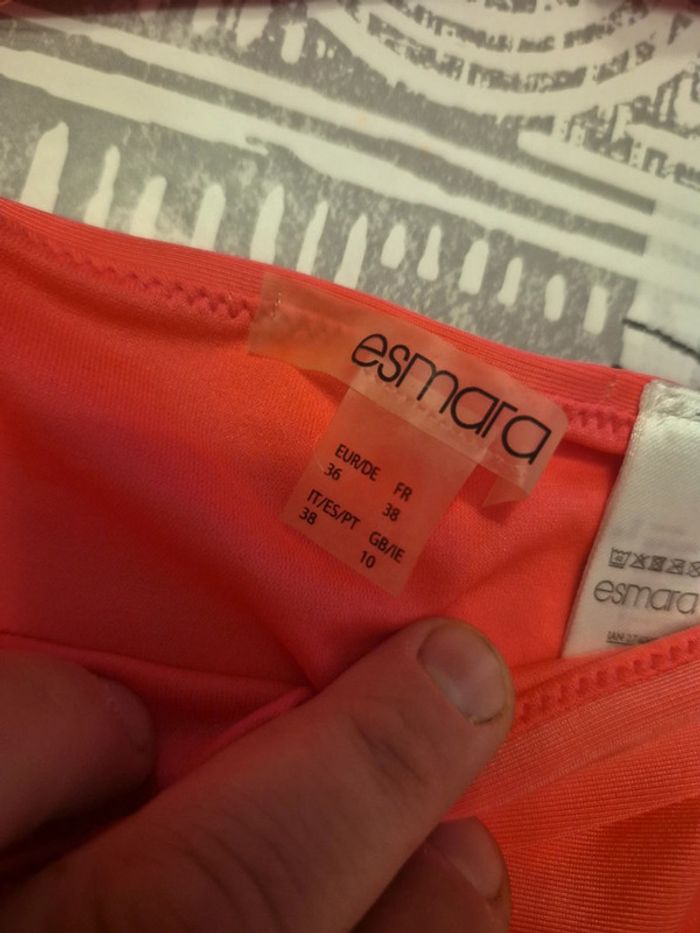 esmara
EUR/DE FR
36 38
IT/ES/PT GB/IE
38 10
esmara